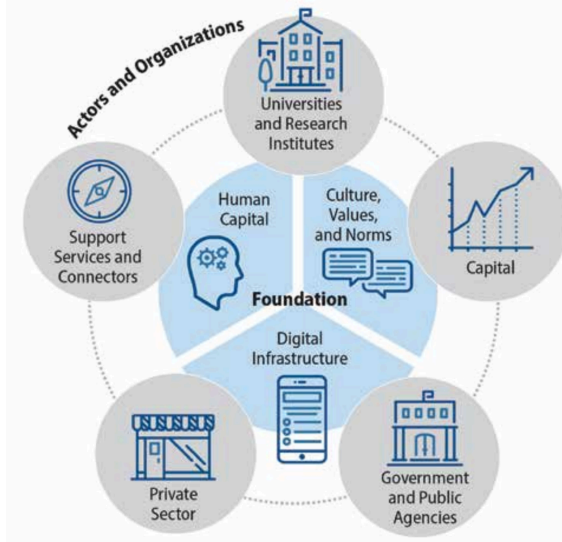 Actors and Organizations
Universities
and Research
Institutes
Human
Capital
Culture,
Values,
and Norms
Support
Services and
Connectors
Capital
Foundation
Digital
Infrastructure
Private
Sector
Government
and Public
Agencies